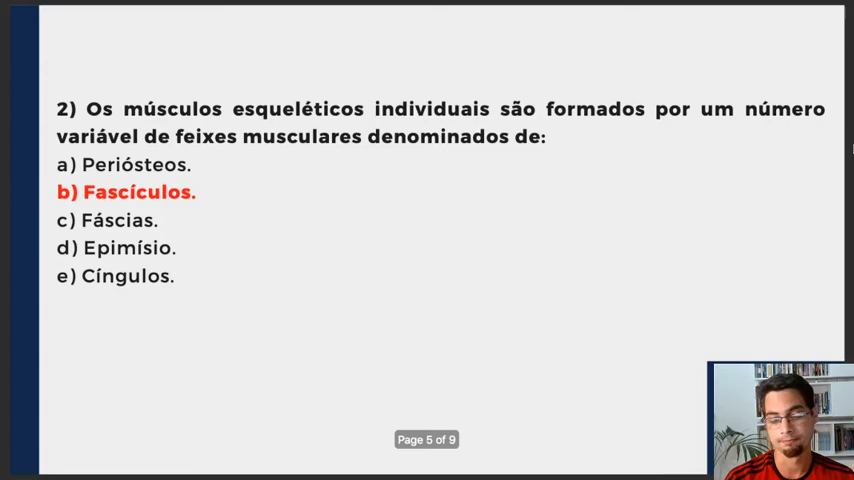 2) Os músculos esqueléticos individuais são formados por um número
variável de feixes musculares denominados de:
a) Periósteos.
b) Fascículos.
c) Fáscias.
d) Epimísio.
e) Cíngulos.
Page 5 of 9